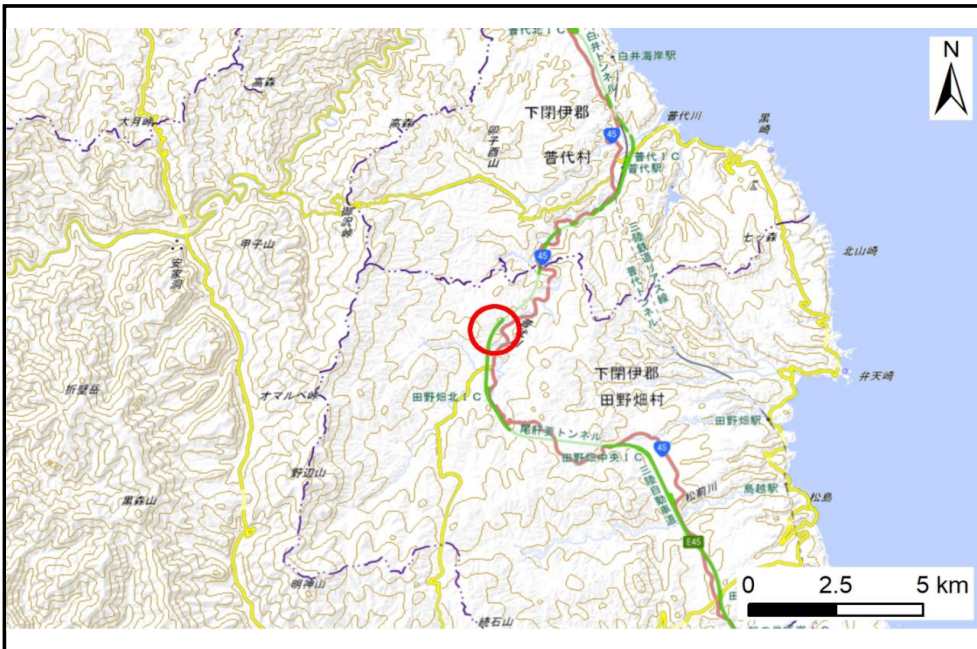 普代北IC
白井トンネル
白井海岸駅
N
高森
大月峠
高森
卯子酉山
下閉伊郡
普代村
45
普代川
黒崎
普代IC
普代駅
御沢峠
甲子山
安家洞
45
三陸鉄道リアス線
普代トンネル
七ッ森
北山崎
折壁岳
オマルペ峠
田野畑北IC
下閉伊郡
田野畑村
弁天崎
尾肝要トンネル
田野畑中央IC
45
田野畑駅
野辺山
黒森山
三陸自動車道
松前川
島越駅
松島
E45
明神山
0 2.5 5 km